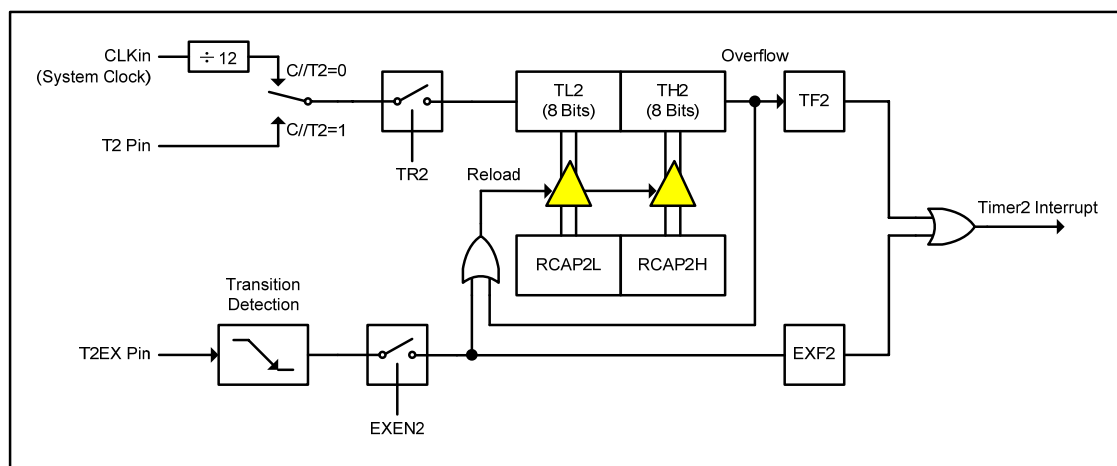 CLKin
(System Clock)
÷ 12
C//T2=0
C//T2=1
T2 Pin
TR2
TL2
(8 Bits)
TH2
(8 Bits)
Overflow
TF2
Reload
RCAP2L
RCAP2H
Timer2 Interrupt
Transition
Detection
T2EX Pin
EXEN2
EXF2